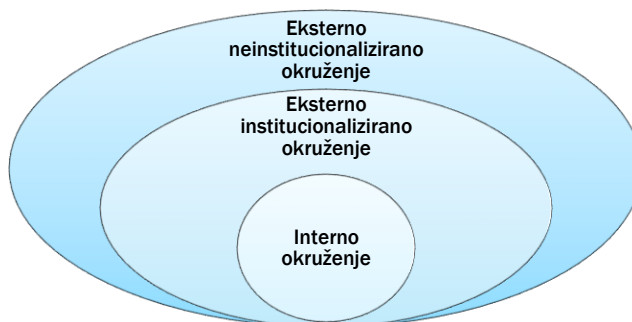 Eksterno
neinstitucionalizirano
okruženje
Eksterno
institucionalizirano
okruženje
Interno
okruženje